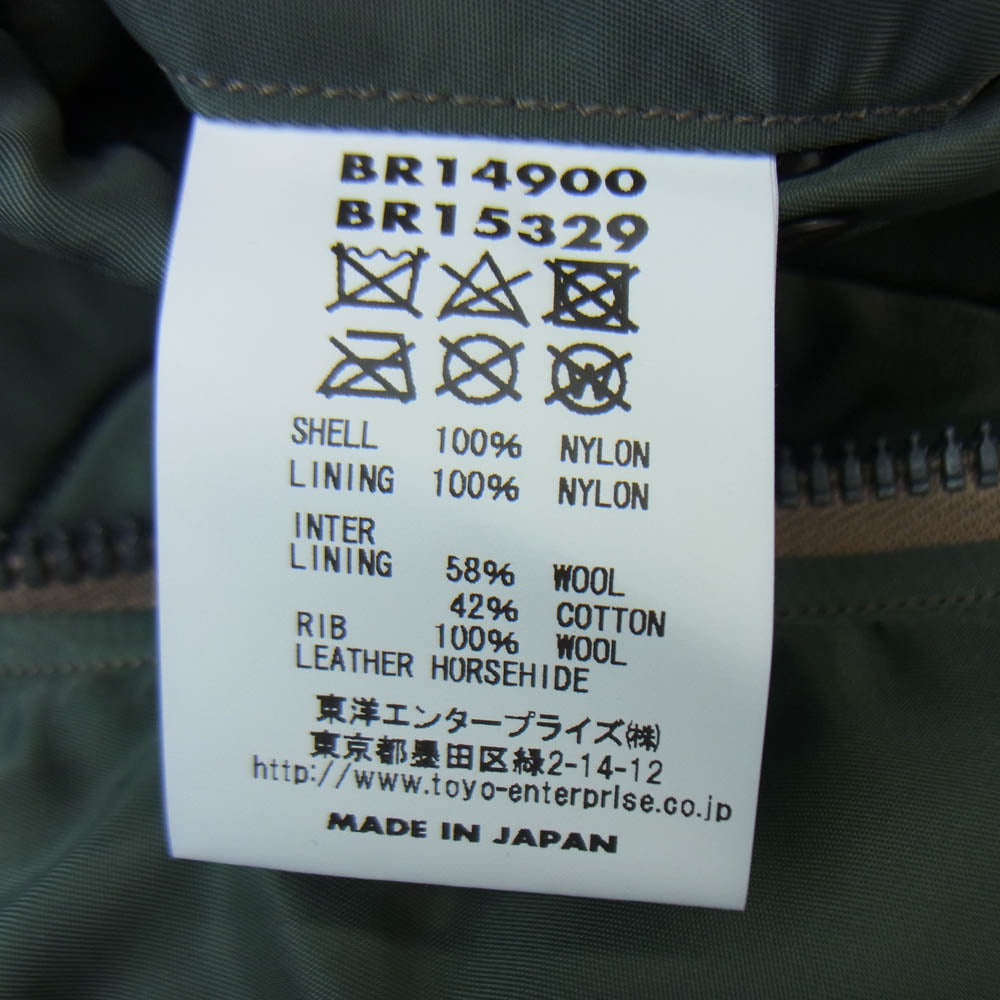 BR14900
BR15329
SHELL 100% NYLON
LINING 100% NYLON
INTER
LINING 58% WOOL
42% COTTON
RIB 100% WOOL
LEATHER HORSEHIDE
東洋エンタープライズ㈱
東京都墨田区緑2-14-12
http://www.toyo-enterprise.co.jp
MADE IN JAPAN